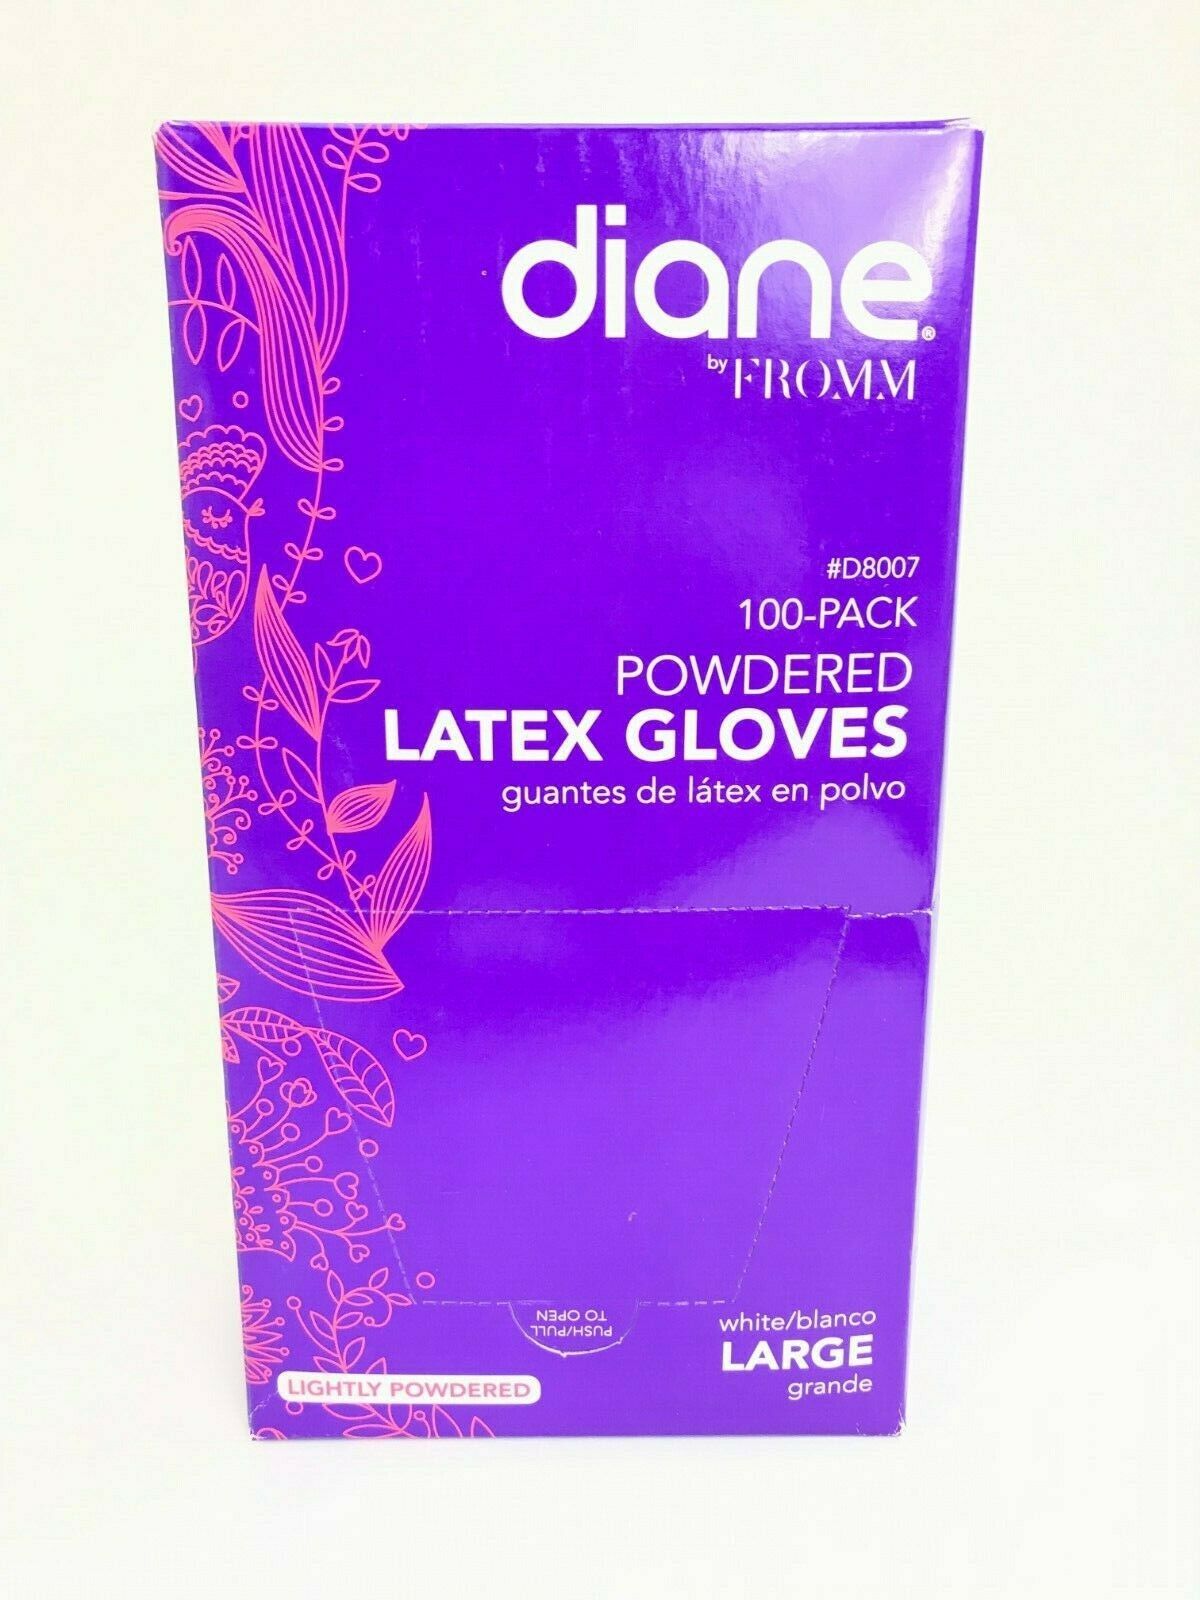 diane®
by FROMM
#D8007
100-PACK
POWDERED
LATEX GLOVES
guantes de látex en polvo
PUSH/PULL
TO OPEN
white/blanco
LARGE
grande
LIGHTLY POWDERED